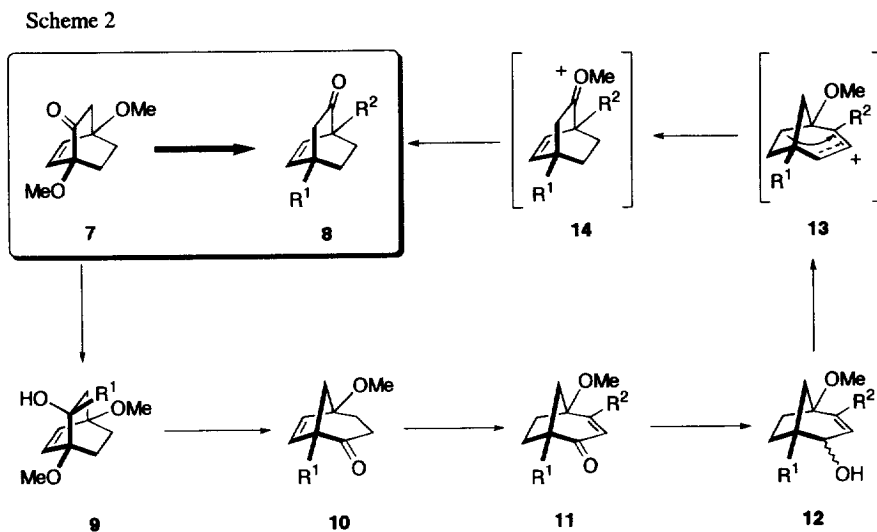 Scheme 2
O OMe MeO 7
O R² R¹ 8
+ OMe R² R¹ 14
OMe R² + R¹ 13
HO R¹ OMe MeO 9
OMe R¹ O 10
OMe R² R¹ O 11
OMe R² R¹ OH 12